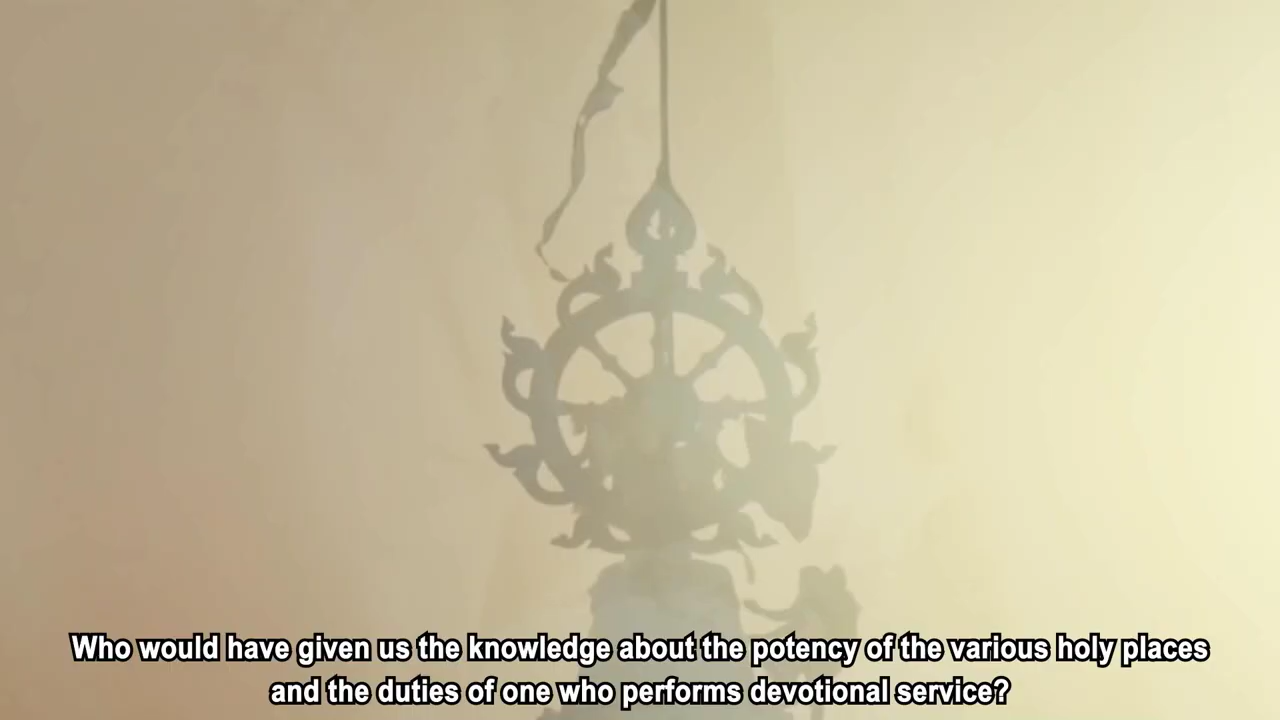 Who would have given us the knowledge about the potency of the various holy places
and the duties of one who performs devotional service?